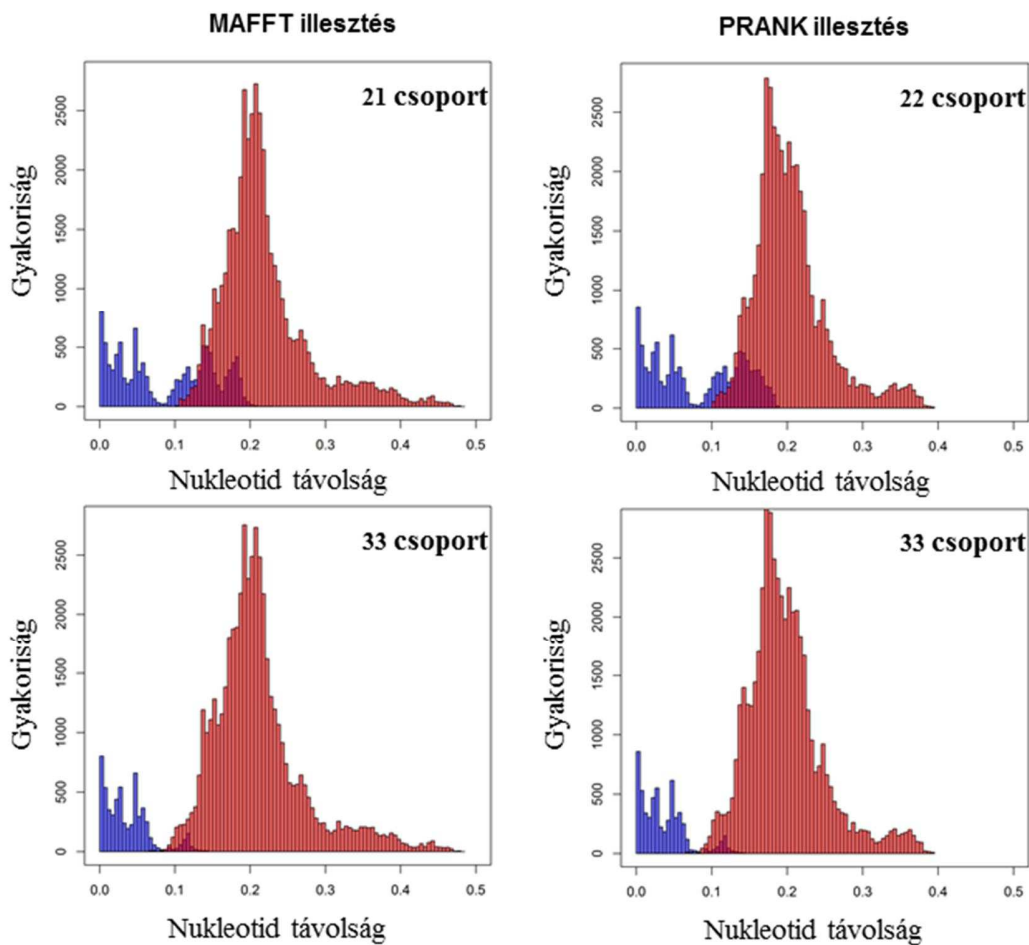 MAFFT illesztés
PRANK illesztés
21 csoport
Gyakoriság
0 500 1000 1500 2000 2500
0.0 0.1 0.2 0.3 0.4 0.5
Nukleotid távolság
22 csoport
Gyakoriság
0 500 1000 1500 2000 2500
0.0 0.1 0.2 0.3 0.4 0.5
Nukleotid távolság
33 csoport
Gyakoriság
0 500 1000 1500 2000 2500
0.0 0.1 0.2 0.3 0.4 0.5
Nukleotid távolság
33 csoport
Gyakoriság
0 500 1000 1500 2000 2500
0.0 0.1 0.2 0.3 0.4 0.5
Nukleotid távolság